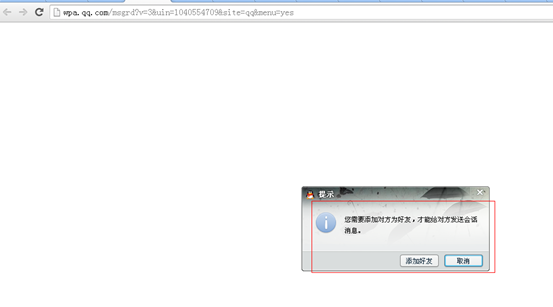 wpa.qq.com/msgrd?v=3&uin=1040554709&site=qq&menu=yes
提示
您需要添加对方为好友，才能给对方发送会话
消息。
添加好友 取消